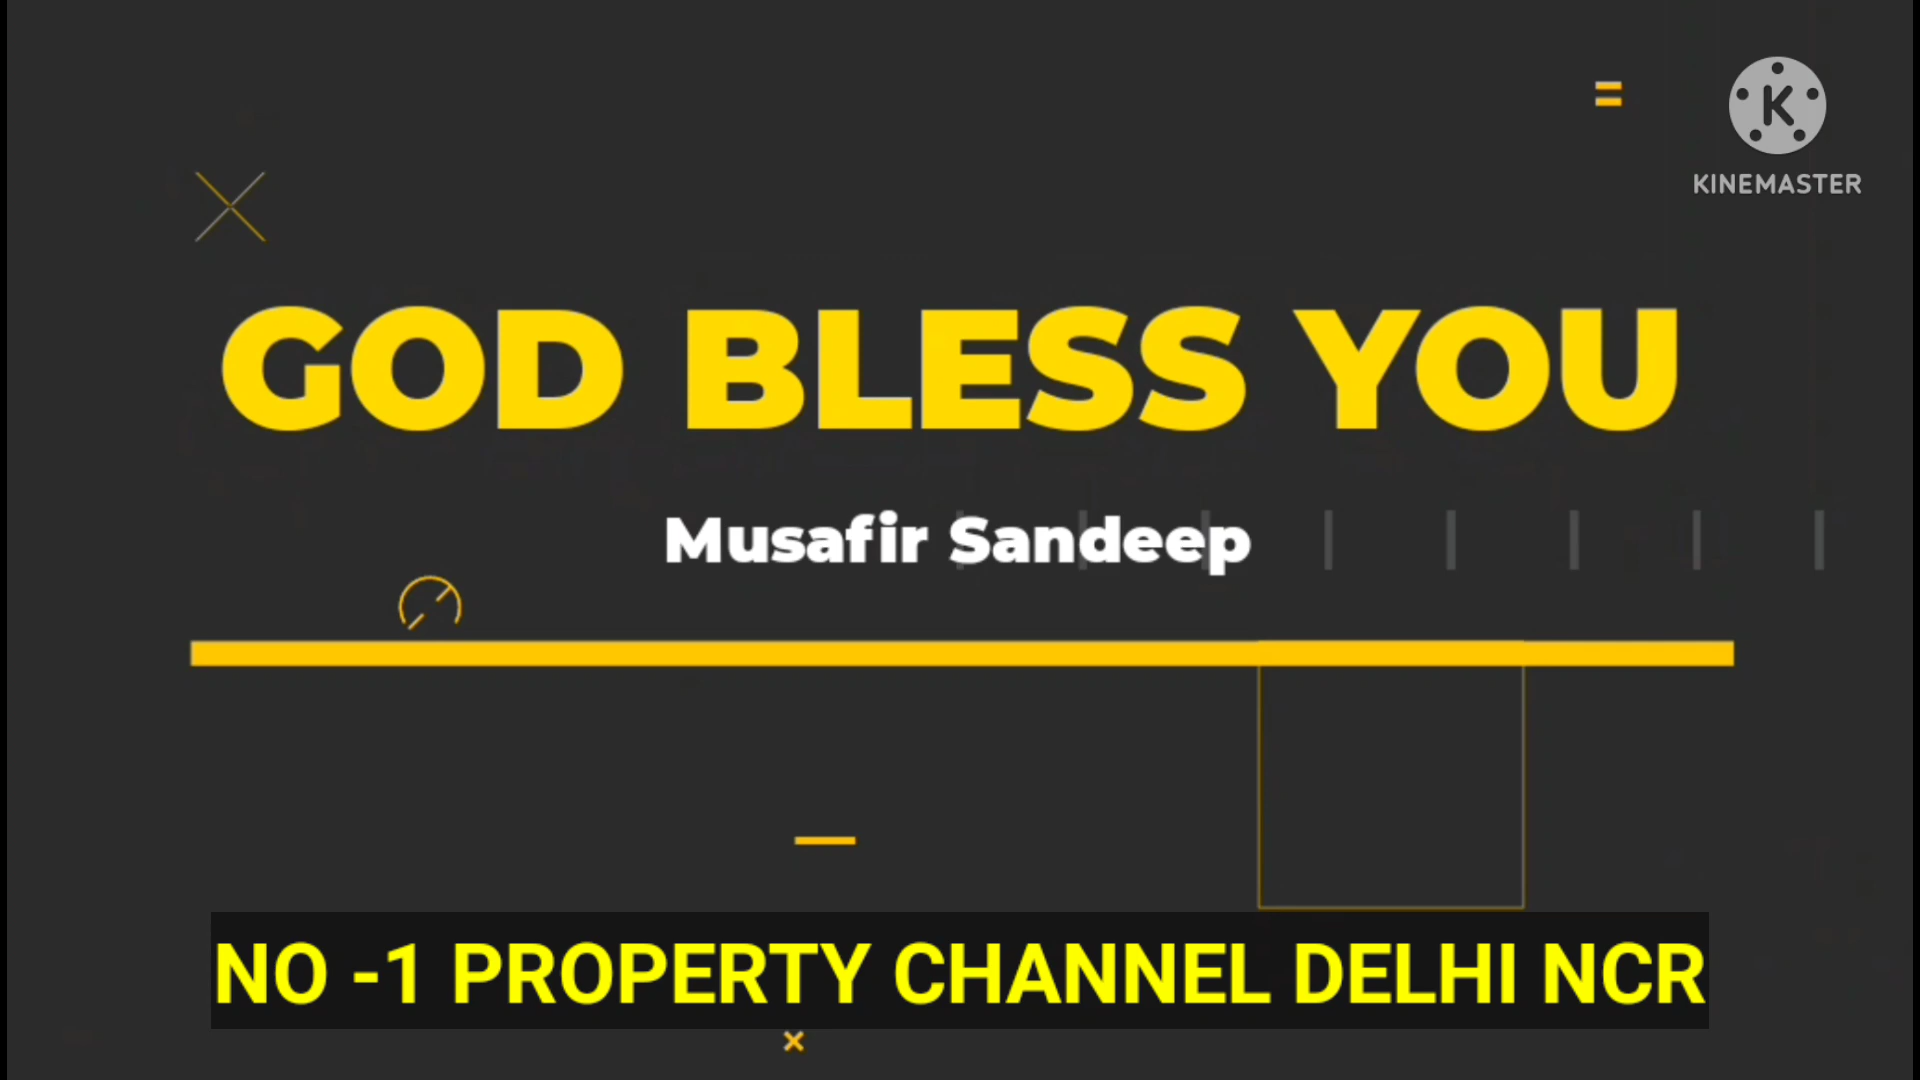 KINEMASTER
GOD BLESS YOU
Musafir Sandeep
NO -1 PROPERTY CHANNEL DELHI NCR